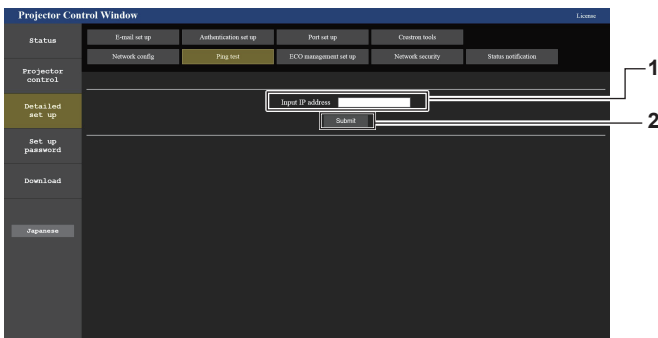 Projector Control Window
License
Status
E-mail set up
Authentication set up
Port set up
Crestron tools
Network config
Ping test
ECO management set up
Network security
Status notification
Projector
control
1
Input IP address
Detailed
set up
Submit
2
Set up
password
Download
Japanese